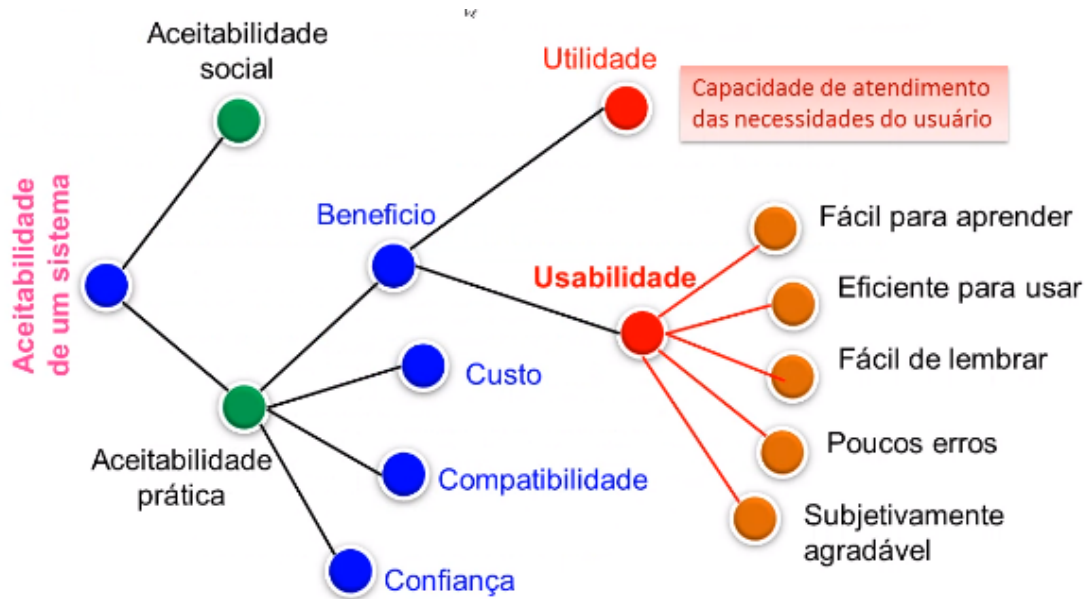 Aceitabilidade
social
Utilidade
Capacidade de atendimento
das necessidades do usuário
Aceitabilidade
de um sistema
Beneficio
Usabilidade
Fácil para aprender
Eficiente para usar
Fácil de lembrar
Poucos erros
Subjetivamente
agradável
Custo
Compatibilidade
Confiança
Aceitabilidade
prática